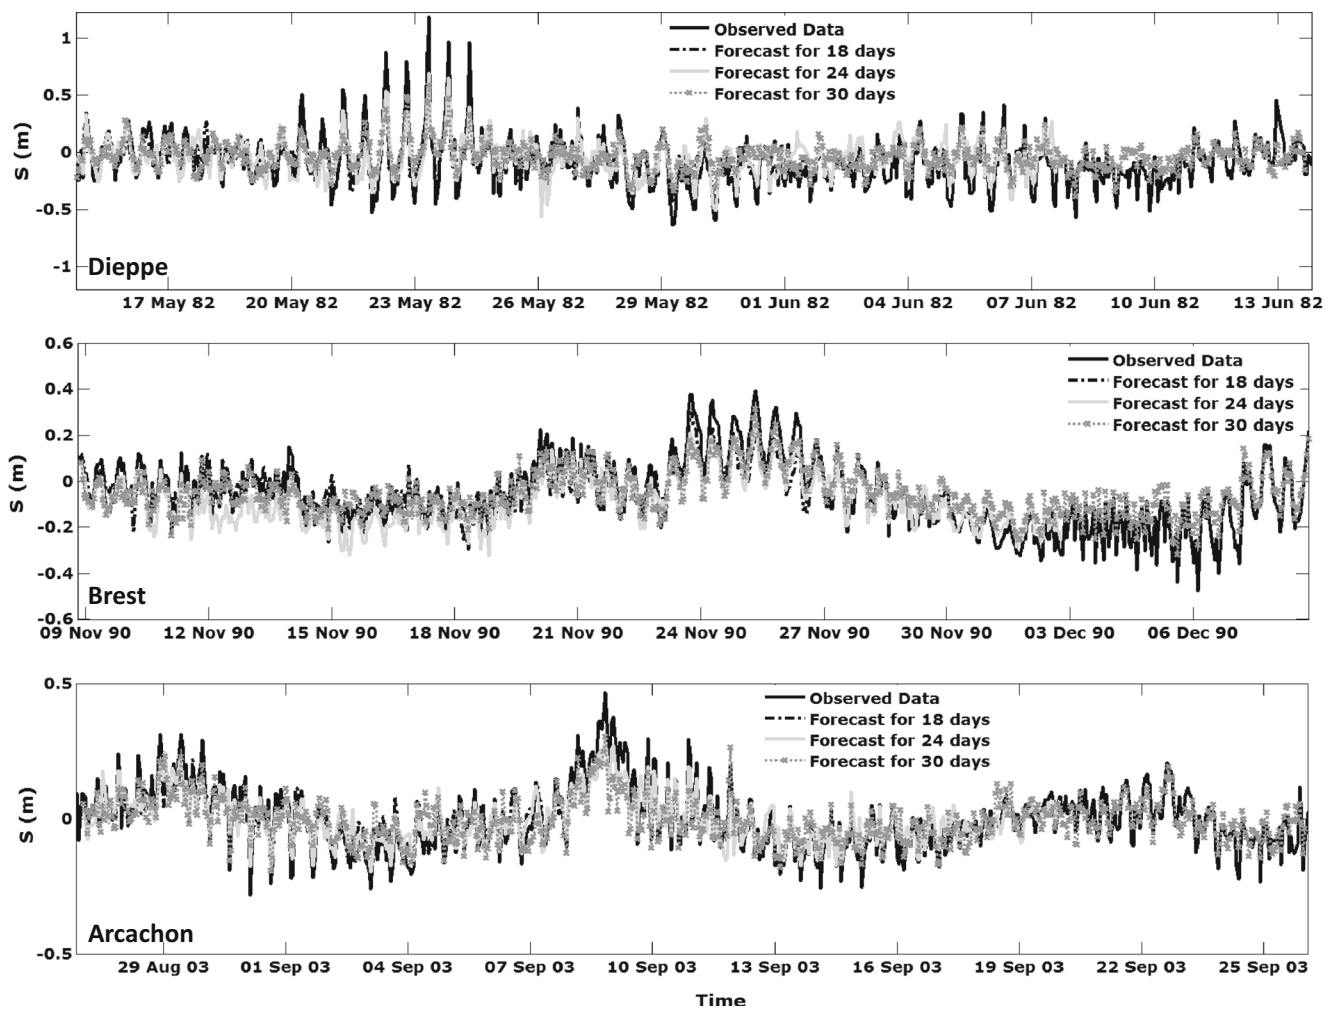 Observed Data
Forecast for 18 days
Forecast for 24 days
Forecast for 30 days
1
0.5
0
-0.5
-1
S (m)
Dieppe
17 May 82 20 May 82 23 May 82 26 May 82 29 May 82 01 Jun 82 04 Jun 82 07 Jun 82 10 Jun 82 13 Jun 82
0.6
0.4
0.2
0
-0.2
-0.4
-0.6
S (m)
Observed Data
Forecast for 18 days
Forecast for 24 days
Forecast for 30 days
Brest
09 Nov 90 12 Nov 90 15 Nov 90 18 Nov 90 21 Nov 90 24 Nov 90 27 Nov 90 30 Nov 90 03 Dec 90 06 Dec 90
0.5
0
-0.5
S (m)
Observed Data
Forecast for 18 days
Forecast for 24 days
Forecast for 30 days
Arcachon
29 Aug 03 01 Sep 03 04 Sep 03 07 Sep 03 10 Sep 03 13 Sep 03 16 Sep 03 19 Sep 03 22 Sep 03 25 Sep 03
Time